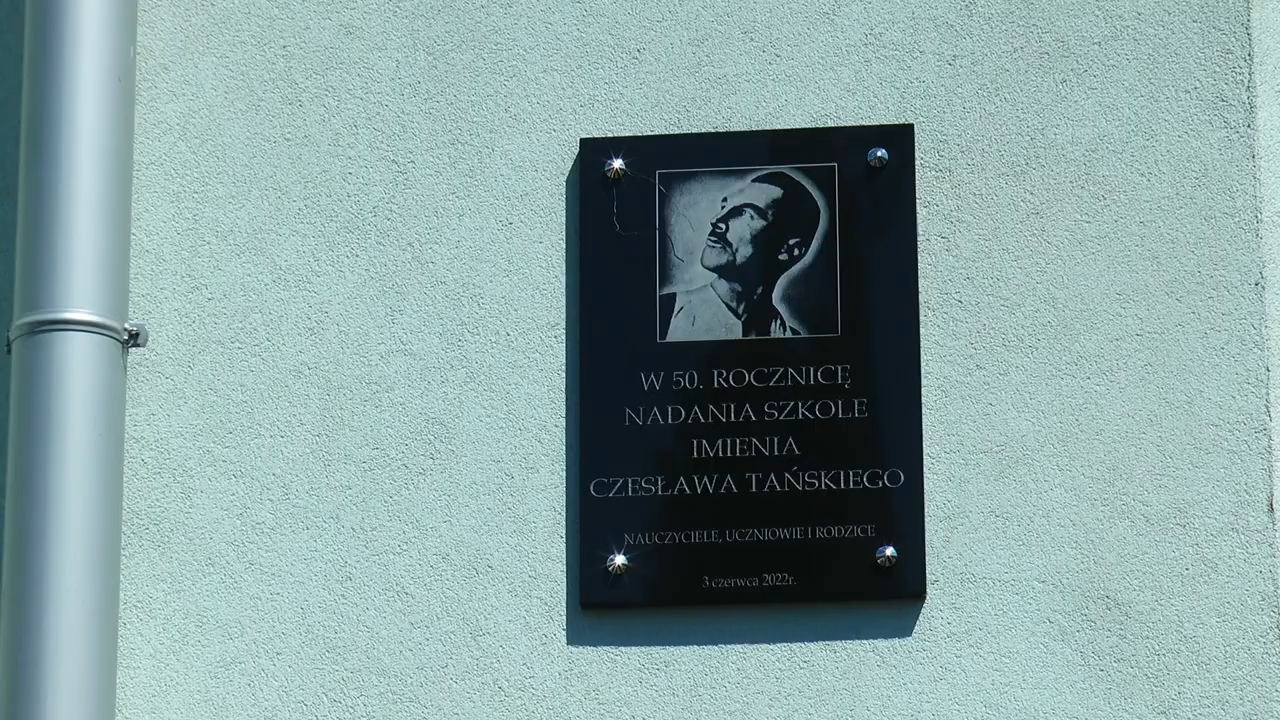 W 50. ROCZNICĘ
NADANIA SZKOLE
IMIENIA
CZESŁAWA TAŃSKIEGO
NAUCZYCIELE, UCZNIOWIE I RODZICE
3 czerwca 2022r.